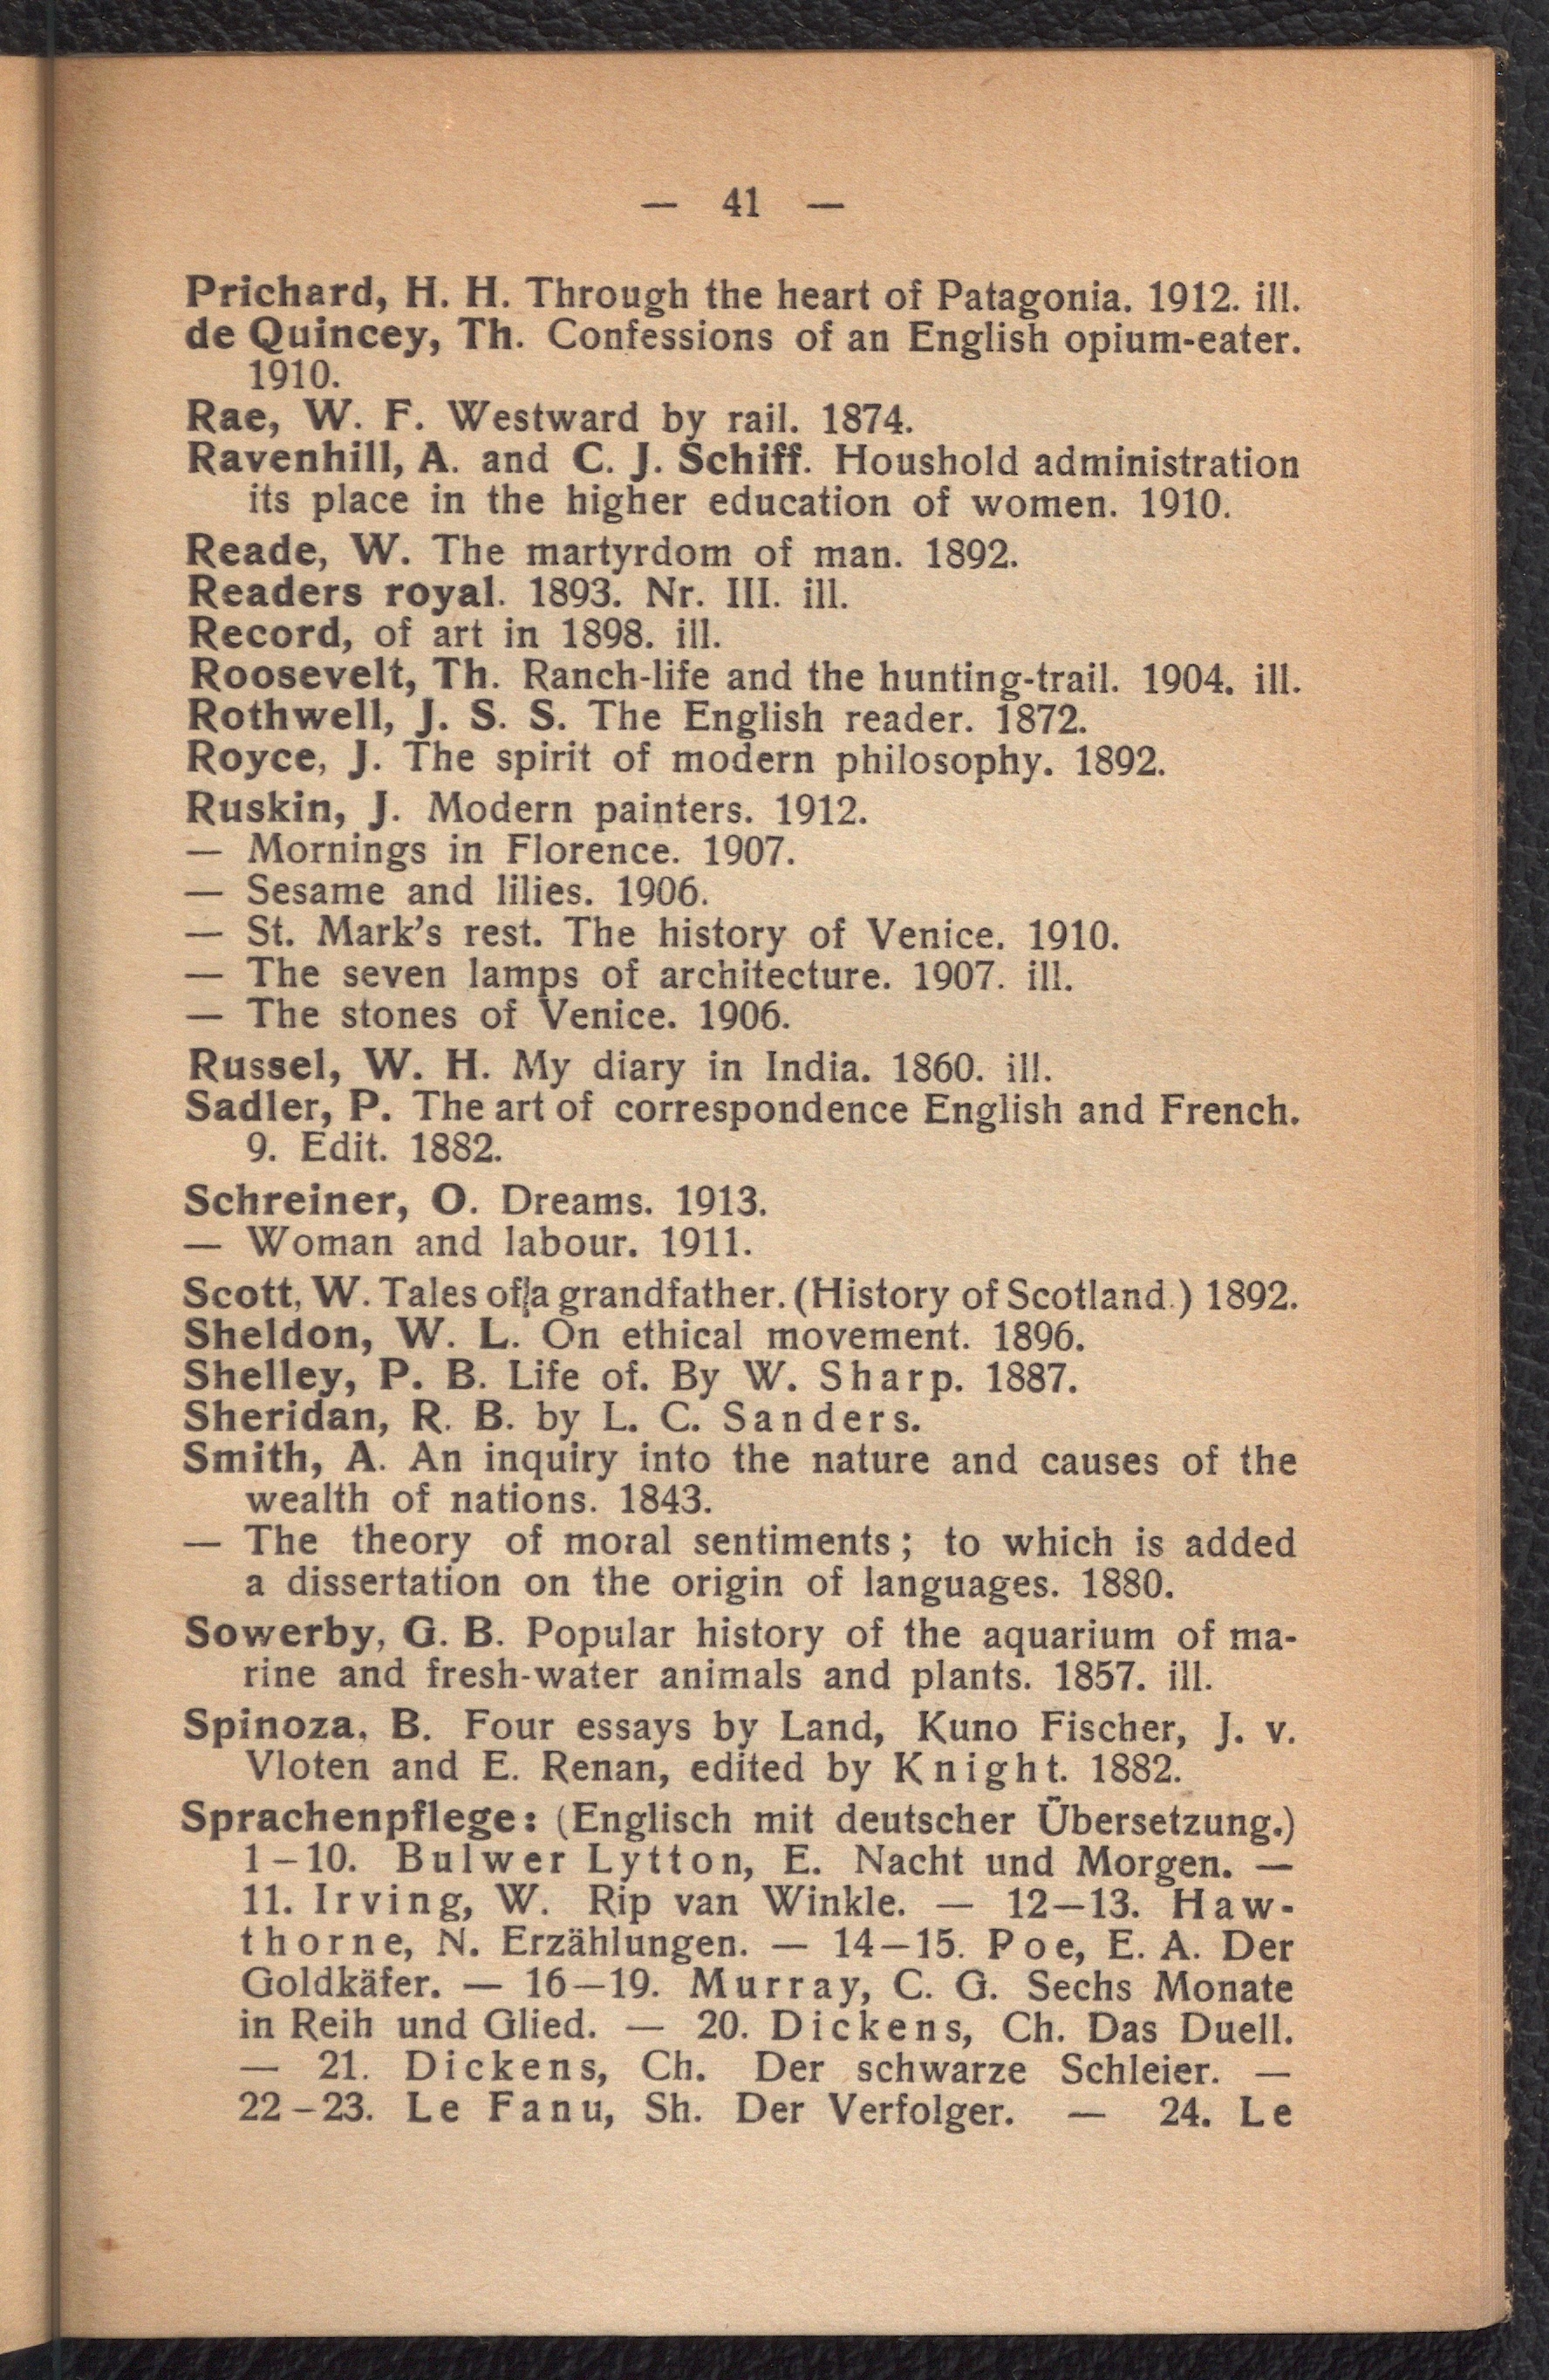 — 41 —
Prichard, H. H. Through the heart of Patagonia. 1912. ill.
de Quincey, Th. Confessions of an English opium-eater.
1910.
Rae, W. F. Westward by rail. 1874.
Ravenhill, A. and C. J. Schiff. Houshold administration
its place in the higher education of women. 1910.
Reade, W. The martyrdom of man. 1892.
Readers royal. 1893. Nr. III. ill.
Record, of art in 1898. ill.
Roosevelt, Th. Ranch-life and the hunting-trail. 1904. ill.
Rothwell, J. S. S. The English reader. 1872.
Royce, J. The spirit of modern philosophy. 1892.
Ruskin, J. Modern painters. 1912.
— Mornings in Florence. 1907.
— Sesame and lilies. 1906.
— St. Mark's rest. The history of Venice. 1910.
— The seven lamps of architecture. 1907. ill.
— The stones of Venice. 1906.
Russel, W. H. My diary in India. 1860. ill.
Sadler, P. The art of correspondence English and French.
9. Edit. 1882.
Schreiner, O. Dreams. 1913.
— Woman and labour. 1911.
Scott, W. Tales of a grandfather. (History of Scotland.) 1892.
Sheldon, W. L. On ethical movement. 1896.
Shelley, P. B. Life of. By W. Sharp. 1887.
Sheridan, R. B. by L. C. Sanders.
Smith, A. An inquiry into the nature and causes of the
wealth of nations. 1843.
— The theory of moral sentiments; to which is added
a dissertation on the origin of languages. 1880.
Sowerby, G. B. Popular history of the aquarium of ma-
rine and fresh-water animals and plants. 1857. ill.
Spinoza, B. Four essays by Land, Kuno Fischer, J. v.
Vloten and E. Renan, edited by Knight. 1882.
Sprachenpflege: (Englisch mit deutscher Übersetzung.)
1–10. Bulwer Lytton, E. Nacht und Morgen. —
11. Irving, W. Rip van Winkle. — 12—13. Haw-
thorne, N. Erzählungen. — 14—15. Poe, E. A. Der
Goldkäfer. — 16—19. Murray, C. G. Sechs Monate
in Reih und Glied. — 20. Dickens, Ch. Das Duell.
— 21. Dickens, Ch. Der schwarze Schleier. —
22–23. Le Fanu, Sh. Der Verfolger. — 24. Le